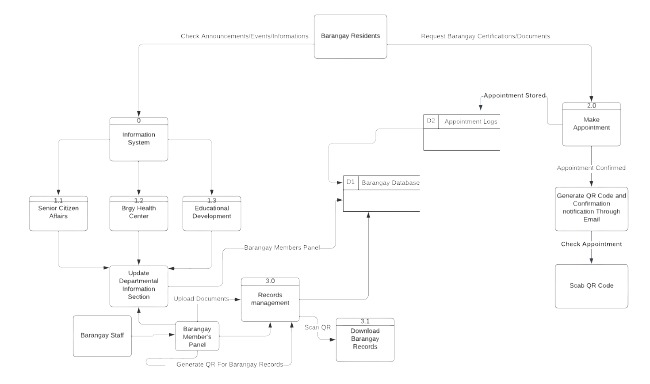 Check Announcements/Events/Informations
Barangay Residents
Request Barangay Certifications/Documents
Appointment Stored
0
Information
System
D2
Appointment Logs
2.0
Make
Appointment
Appointment Confirmed
D1
Barangay Database
1.1
Senior Citizen
Affairs
1.2
Brgy Health
Center
1.3
Educational
Development
Generate QR Code and
Confirmation
notification Through
Email
Check Appointment
Barangay Members Panel
Update
Departmental
Information
Section
Scab QR Code
3.0
Records
management
Upload Documents
Barangay Staff
Barangay
Member's
Panel
Scan QR
3.1
Download
Barangay
Records
Generate QR For Barangay Records